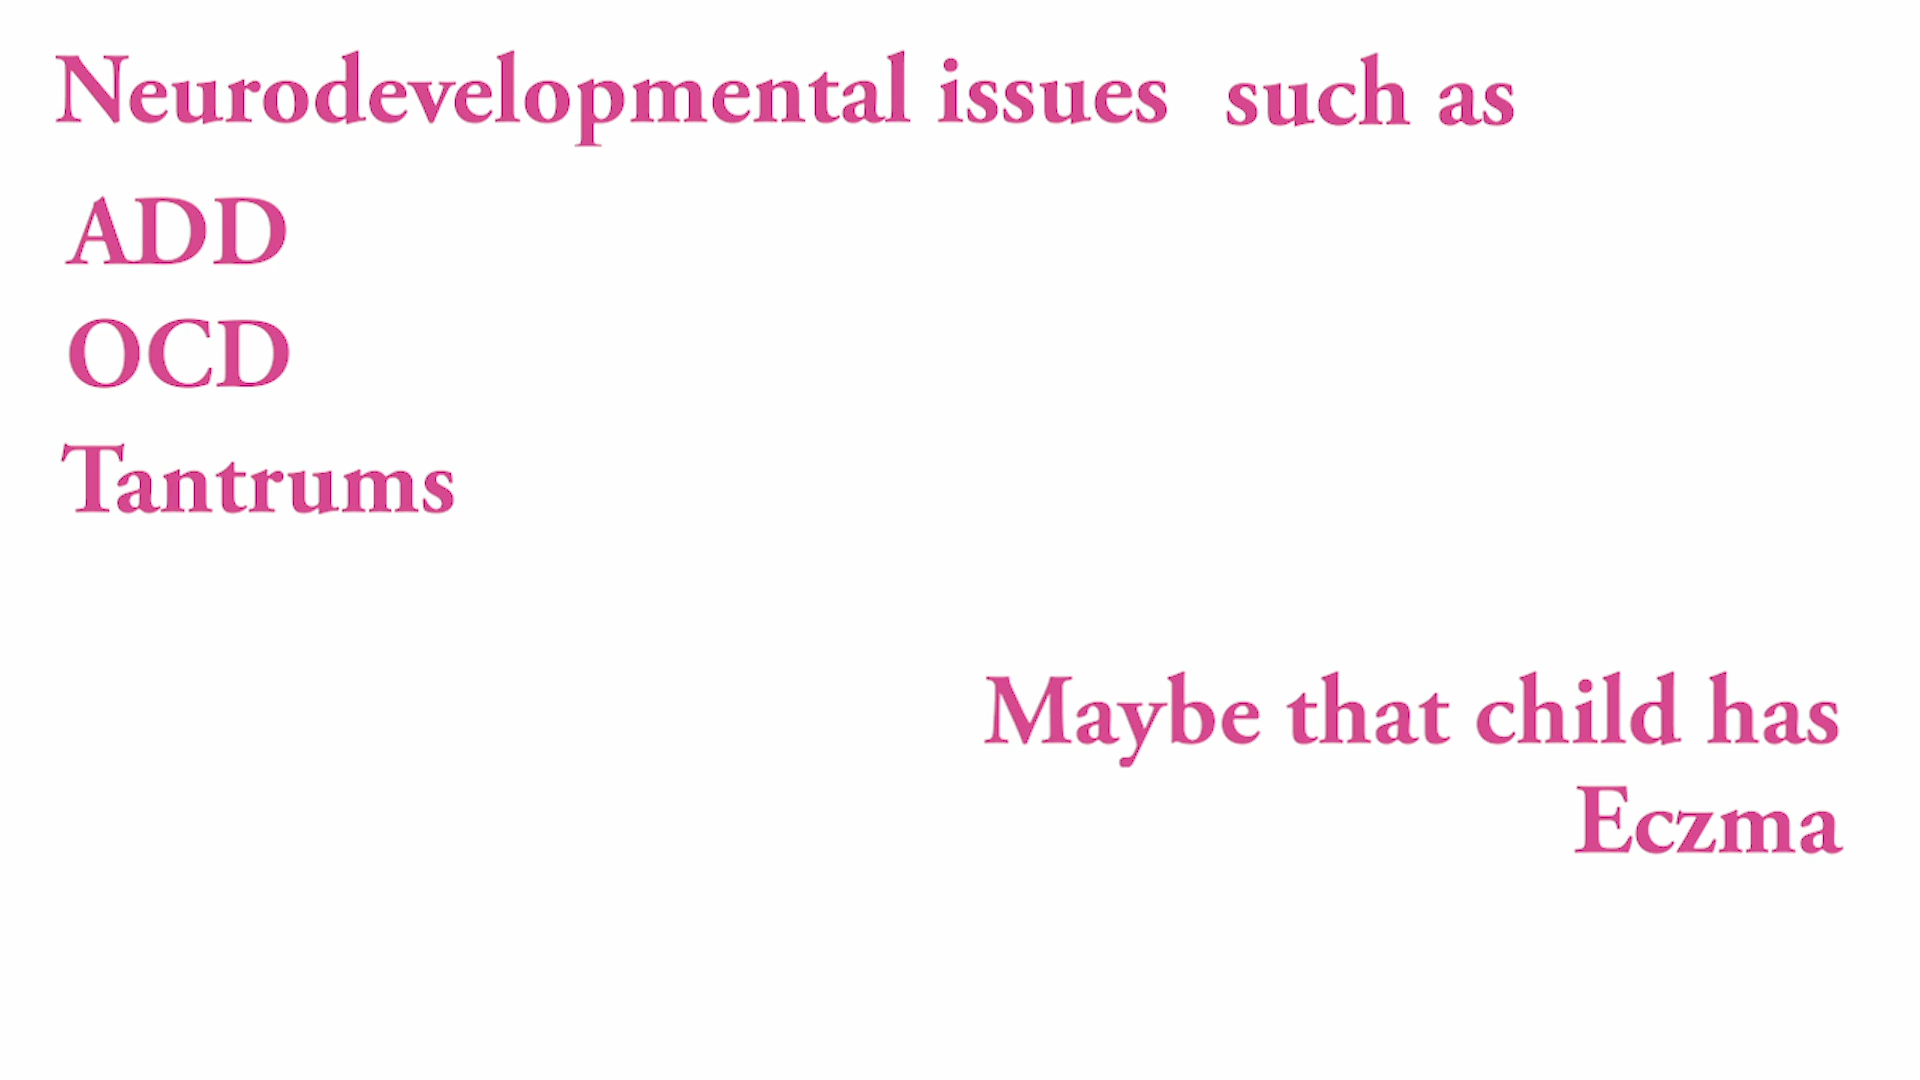 Neurodevelopmental issues such as
ADD
OCD
Tantrums
Maybe that child has
Eczma